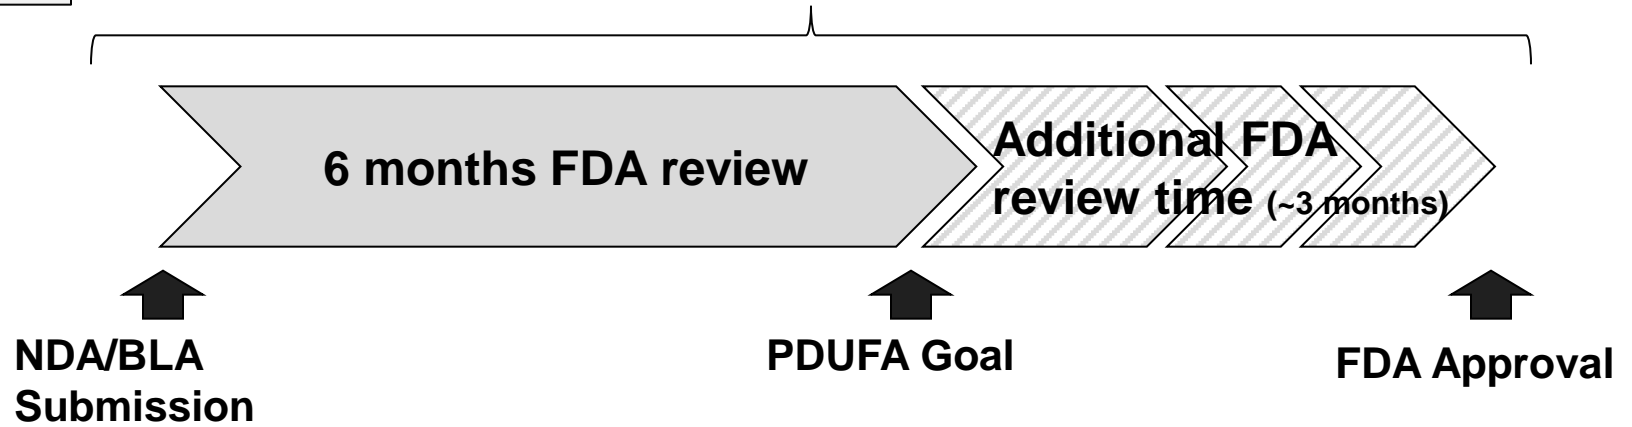 6 months FDA review
Additional FDA
review time (~3 months)
NDA/BLA
Submission
PDUFA Goal
FDA Approval